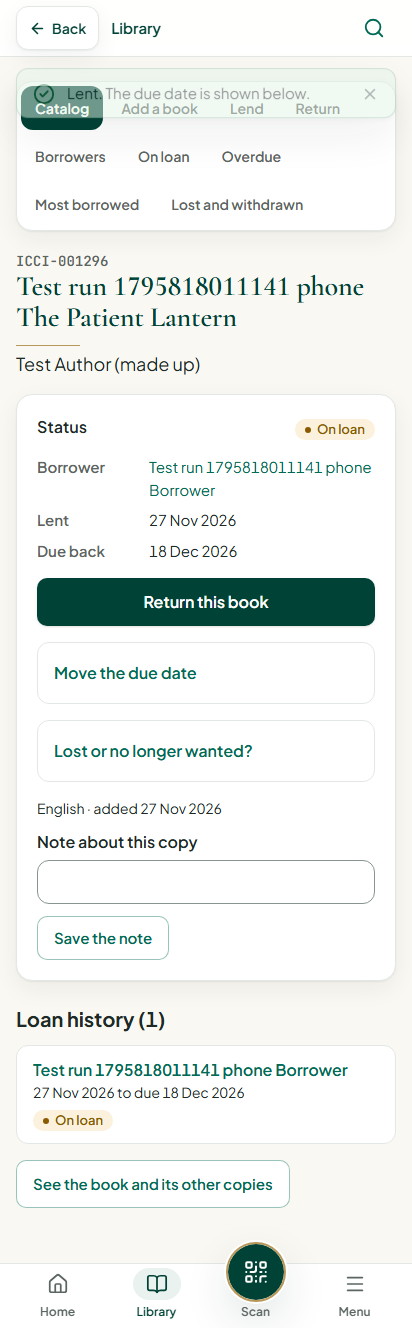 Back
Library
Lent. The due date is shown below.
Catalog
Add a book
Lend
Return
Borrowers
On loan
Overdue
Most borrowed
Lost and withdrawn
ICCI-001296
Test run 1795818011141 phone
The Patient Lantern
Test Author (made up)
Status
On loan
Borrower
Test run 1795818011141 phone
Borrower
Lent
27 Nov 2026
Due back
18 Dec 2026
Return this book
Move the due date
Lost or no longer wanted?
English · added 27 Nov 2026
Note about this copy
Save the note
Loan history (1)
Test run 1795818011141 phone Borrower
27 Nov 2026 to due 18 Dec 2026
On loan
See the book and its other copies
Home
Library
Scan
Menu